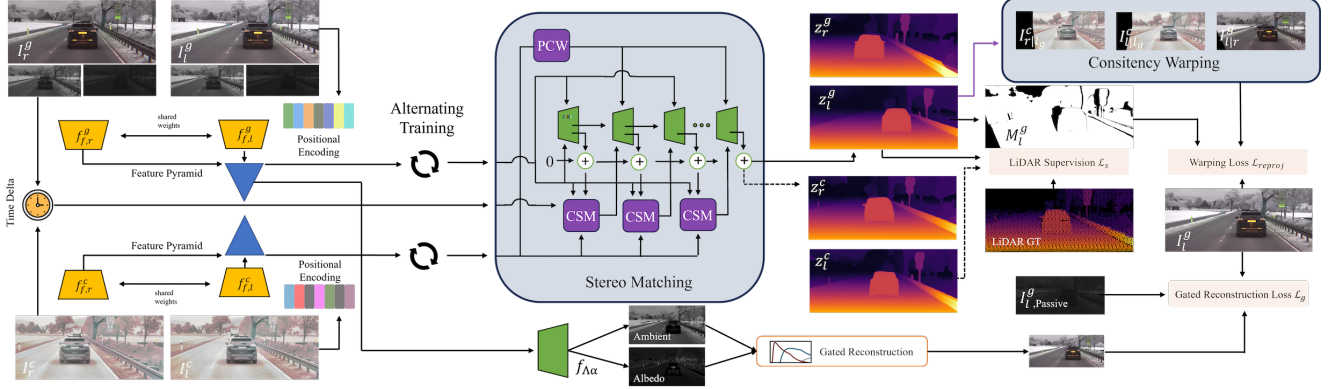 I_r^g
I_l^g
f_{f,r}^g
shared
weights
f_{f,l}^g
Positional
Encoding
Feature Pyramid
Time Delta
Feature Pyramid
f_{f,r}^c
shared
weights
f_{f,l}^c
Positional
Encoding
I_r^c
I_l^c
Alternating
Training
PCW
0
+
+
+
+
CSM
CSM
CSM
Stereo Matching
f_{Λα}
Ambient
Albedo
Gated Reconstruction
z_r^g
z_l^g
z_r^c
z_l^c
Consitency Warping
M_l^g
LiDAR Supervision ℒ_s
LiDAR GT
Warping Loss ℒ_{reproj}
I_l^g
I_{l,Passive}^g
Gated Reconstruction Loss ℒ_g